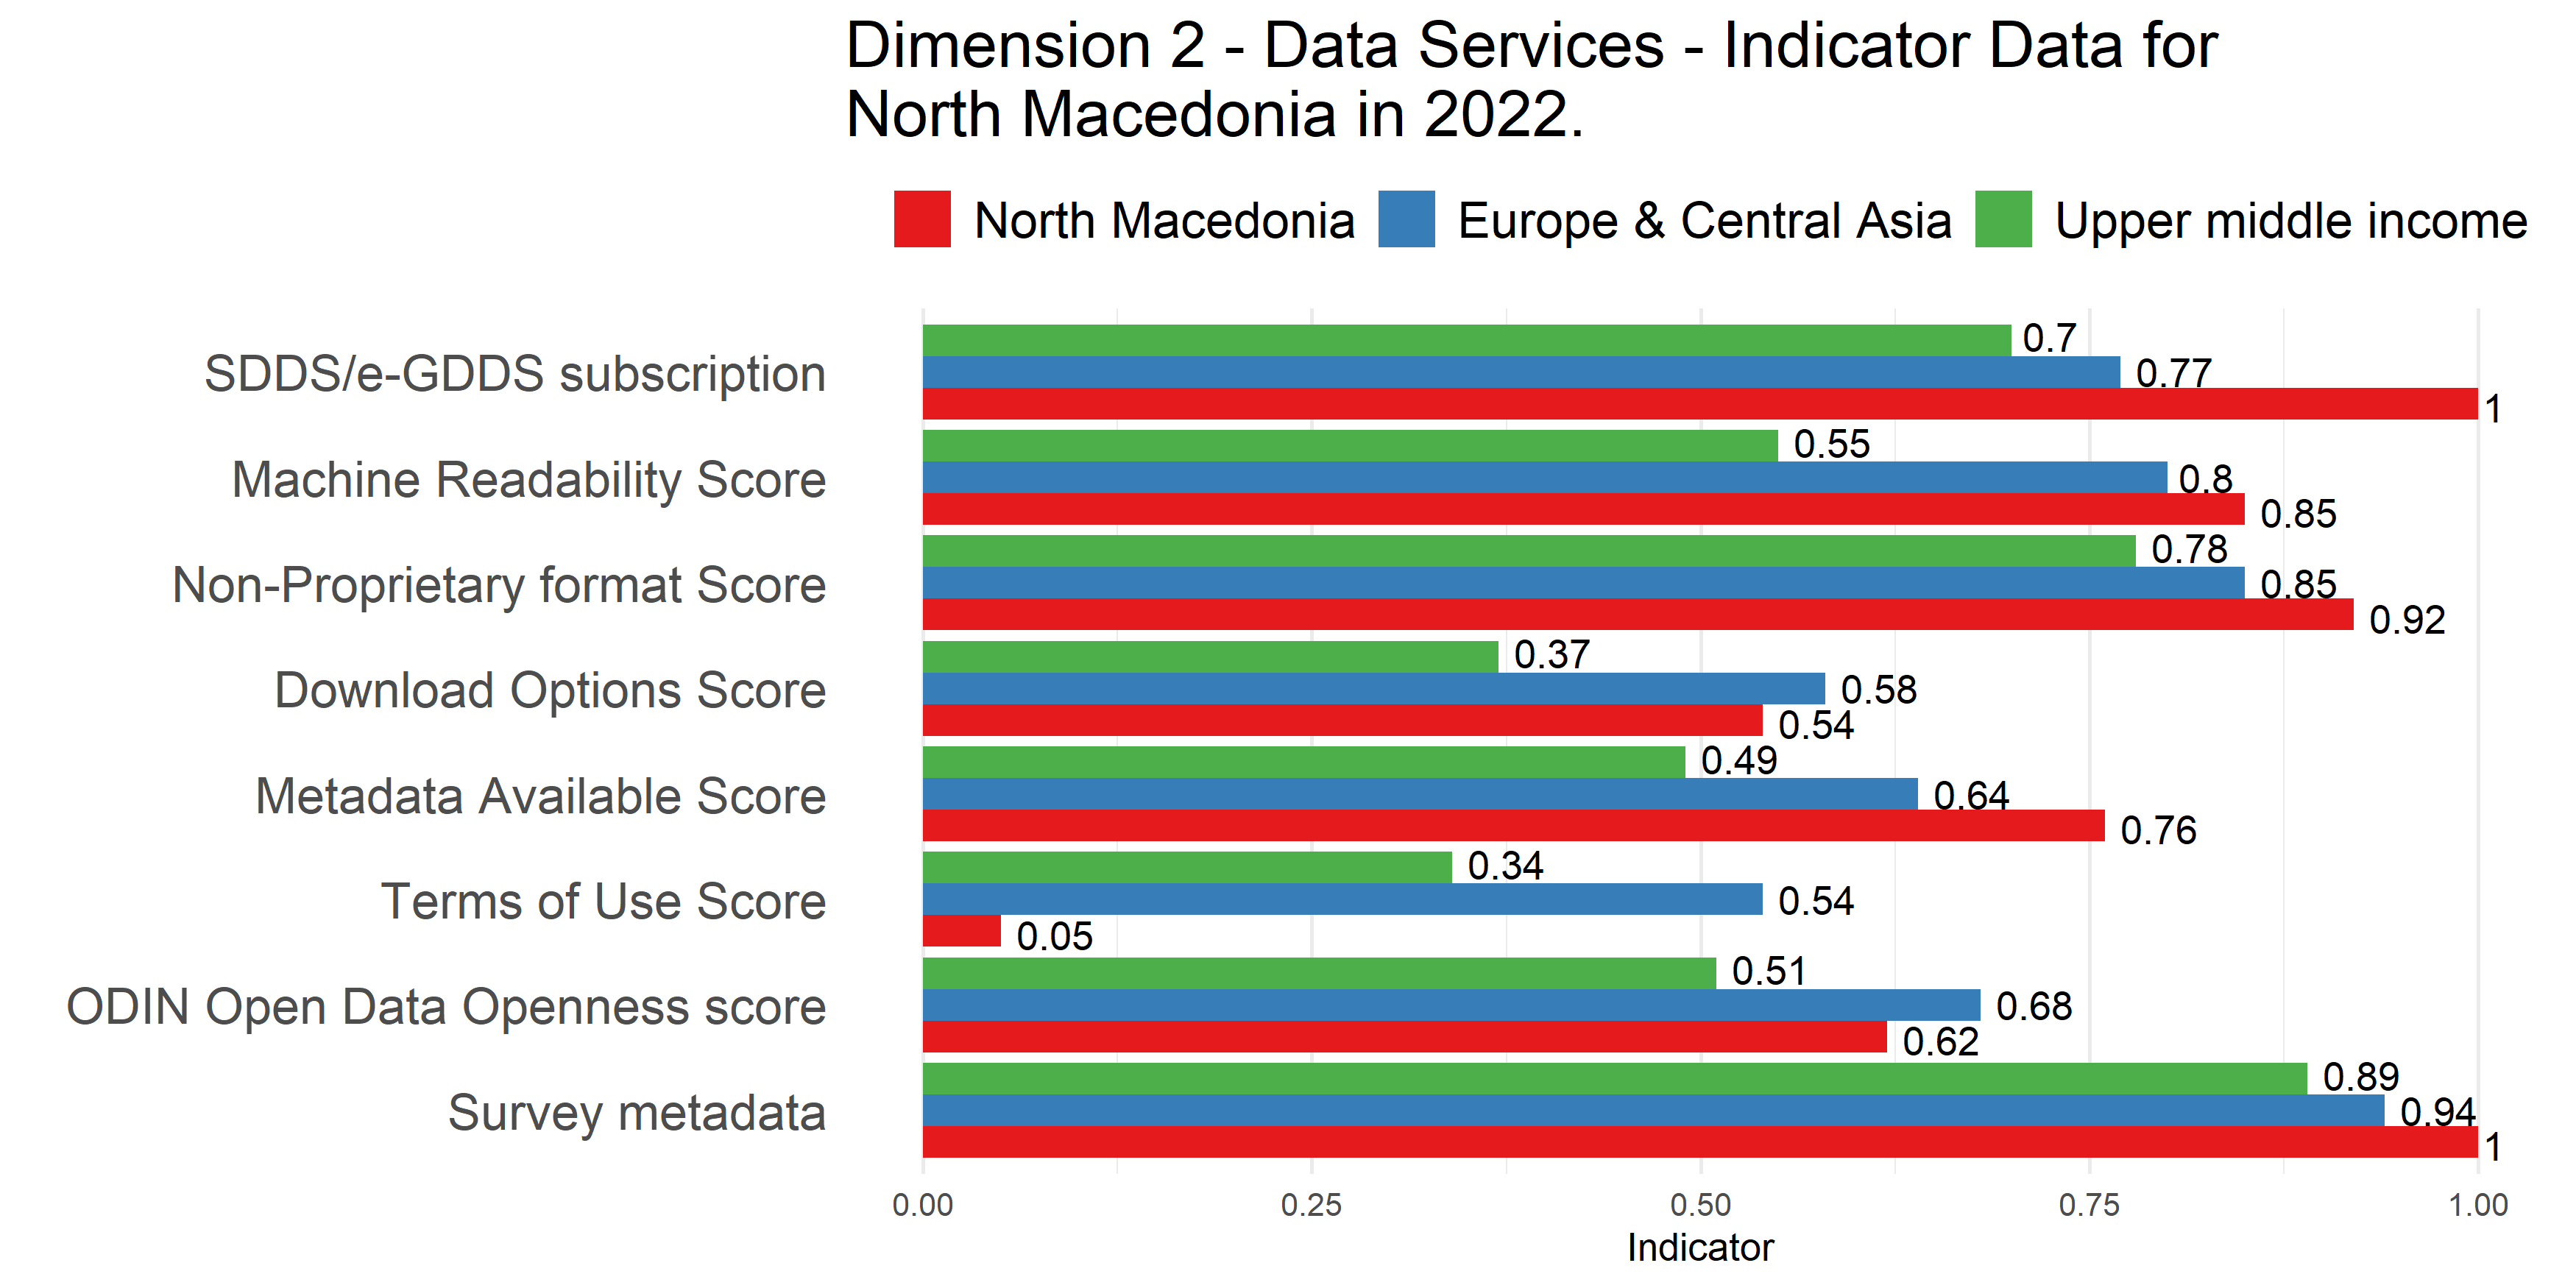 Dimension 2 - Data Services - Indicator Data for
North Macedonia in 2022.
North Macedonia Europe & Central Asia Upper middle income
SDDS/e-GDDS subscription
0.7
0.77
1
Machine Readability Score
0.55
0.8
0.85
Non-Proprietary format Score
0.78
0.85
0.92
Download Options Score
0.37
0.58
0.54
Metadata Available Score
0.49
0.64
0.76
Terms of Use Score
0.34
0.54
0.05
ODIN Open Data Openness score
0.51
0.68
0.62
Survey metadata
0.89
0.94
1
0.00 0.25 0.50 0.75 1.00
Indicator